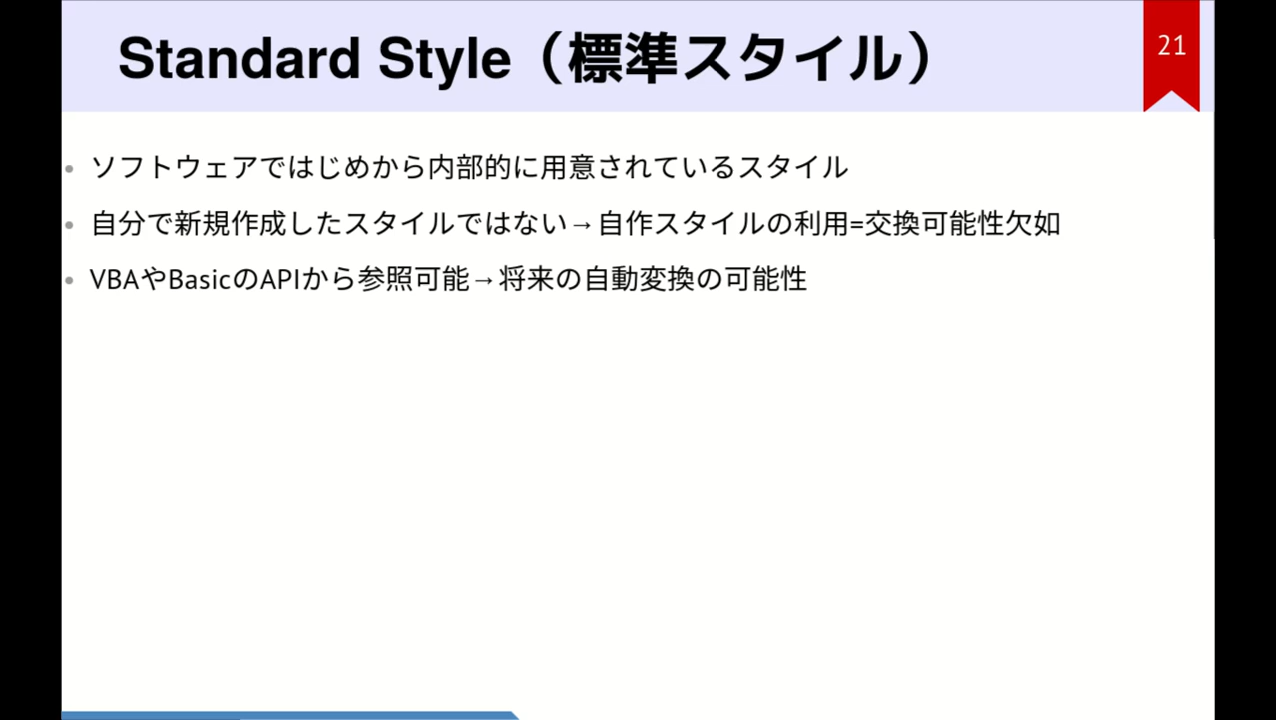 Standard Style（標準スタイル）
21
• ソフトウェアではじめから内部的に用意されているスタイル
• 自分で新規作成したスタイルではない→自作スタイルの利用=交換可能性欠如
• VBAやBasicのAPIから参照可能→将来の自動変換の可能性